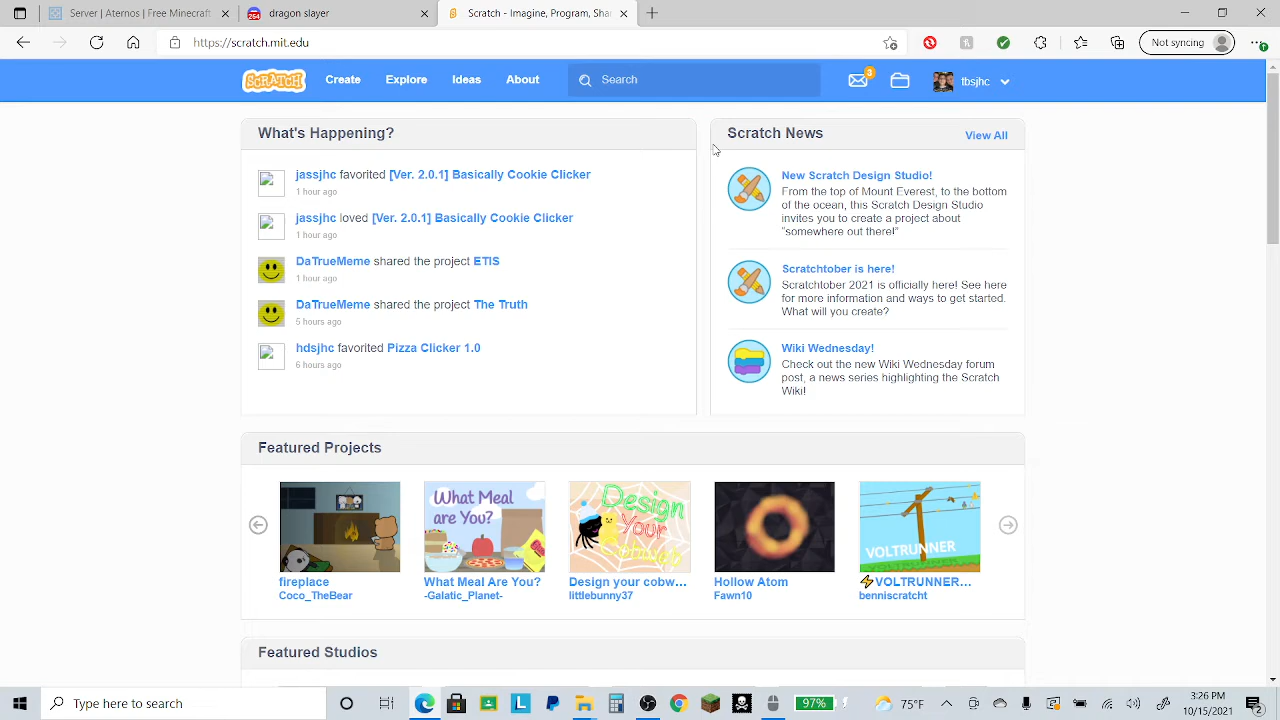 Server | Aternos | Free Minecraft
254
Scratch - Imagine, Program, Sha
https://scratch.mit.edu
Not syncing
SCRATCH
Create
Explore
Ideas
About
Search
3
tbsjhc
What's Happening?
jassjhc favorited [Ver. 2.0.1] Basically Cookie Clicker
1 hour ago
jassjhc loved [Ver. 2.0.1] Basically Cookie Clicker
1 hour ago
DaTrueMeme shared the project ETIS
1 hour ago
DaTrueMeme shared the project The Truth
5 hours ago
hdsjhc favorited Pizza Clicker 1.0
6 hours ago
Scratch News
View All
New Scratch Design Studio!
From the top of Mount Everest, to the bottom
of the ocean, this Scratch Design Studio
invites you to create a project about
"somewhere out there!"
Scratchtober is here!
Scratchtober 2021 is officially here! See here
for more information and ways to get started.
What will you create?
Wiki Wednesday!
Check out the new Wiki Wednesday forum
post, a news series highlighting the Scratch
Wiki!
Featured Projects
What Meal
are You?
Design
Your
VOLTRUNNER
fireplace
Coco_TheBear
What Meal Are You?
-Galatic_Planet-
Design your cobw...
littlebunny37
Hollow Atom
Fawn10
⚡VOLTRUNNER...
benniscratcht
Featured Studios
Type here to search
97%
75°F
3:26 PM
10/15/2021
2